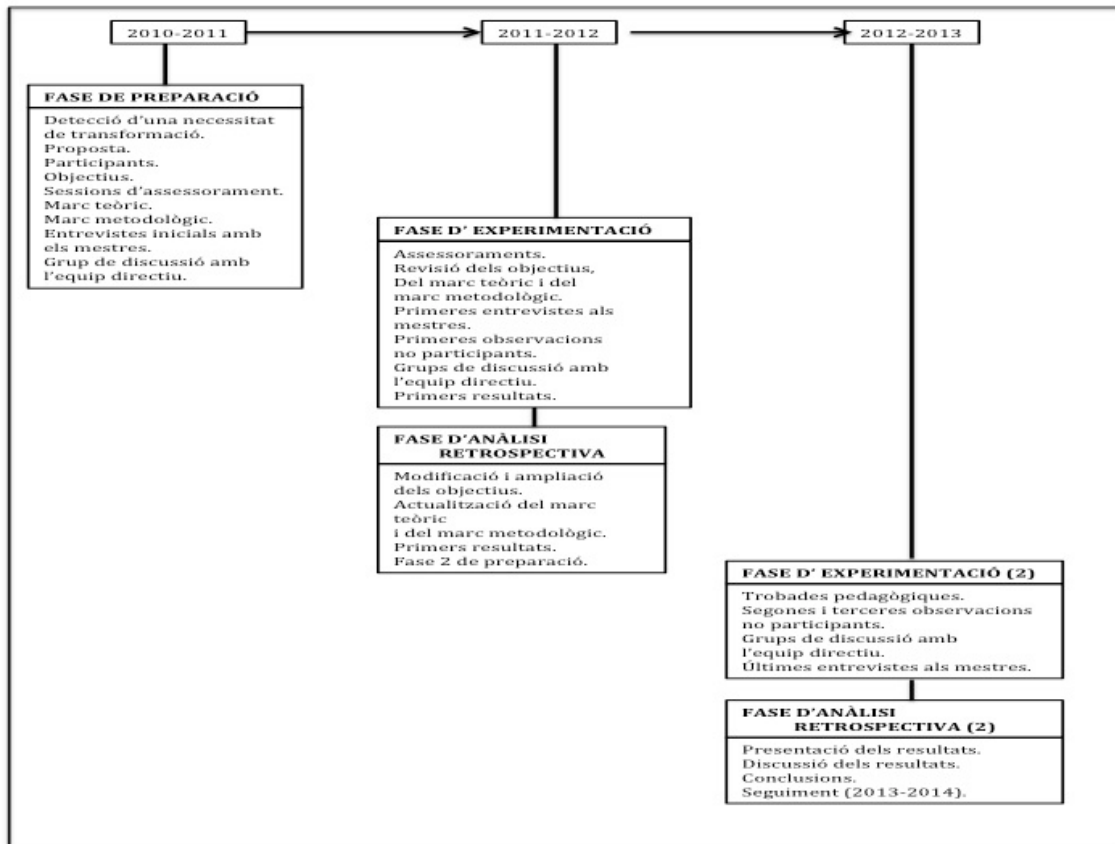 2010-2011
2011-2012
2012-2013
FASE DE PREPARACIÓ
Detecció d'una necessitat
de transformació.
Proposta.
Participants.
Objectius.
Sessions d'assessorament.
Marc teòric.
Marc metodològic.
Entrevistes inicials amb
els mestres.
Grup de discussió amb
l'equip directiu.
FASE D' EXPERIMENTACIÓ
Assessoraments.
Revisió dels objectius,
Del marc teòric i del
marc metodològic.
Primeres entrevistes als
mestres.
Primeres observacions
no participants.
Grups de discussió amb
l'equip directiu.
Primers resultats.
FASE D'ANÀLISI
RETROSPECTIVA
Modificació i ampliació
dels objectius.
Actualització del marc
teòric
i del marc metodològic.
Primers resultats.
Fase 2 de preparació.
FASE D' EXPERIMENTACIÓ (2)
Trobades pedagògiques.
Segones i terceres observacions
no participants.
Grups de discussió amb
l'equip directiu.
Últimes entrevistes als mestres.
FASE D'ANÀLISI
RETROSPECTIVA (2)
Presentació dels resultats.
Discussió dels resultats.
Conclusions.
Seguiment (2013-2014).